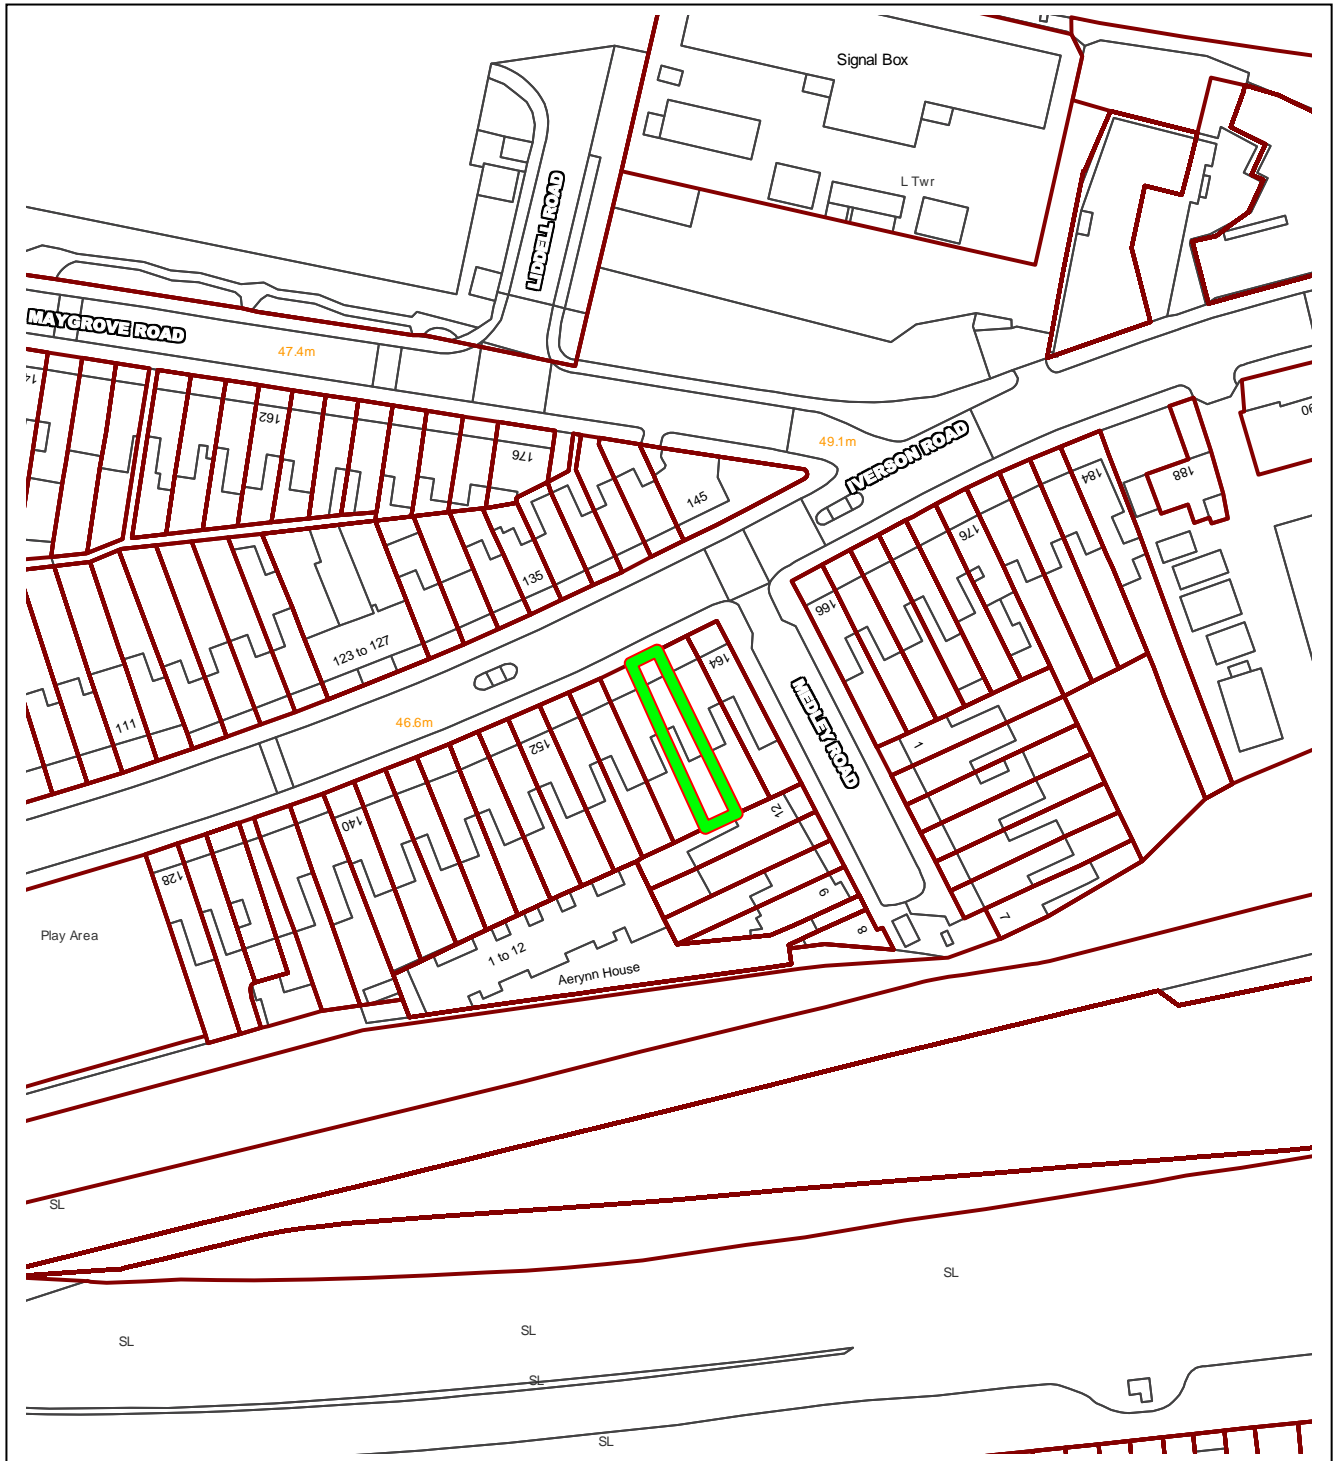 Signal Box
L Twr
LIDDELL ROAD
MAYGROVE ROAD
47.4m
162
176
49.1m
IVERSON ROAD
145
184
188
176
135
166
123 to 127
164
111
46.6m
152
MEDLEY ROAD
1
12
140
128
6
7
8
Play Area
1 to 12
Aerynn House
SL
SL
SL
SL
SL
SL